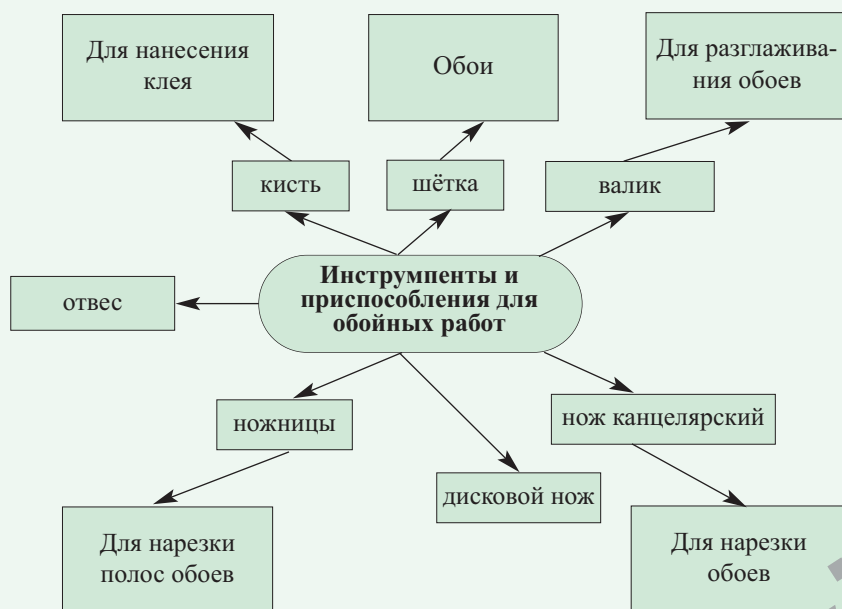 Для нанесения
клея
Обои
Для разглажива-
ния обоев
кисть
шётка
валик
Инструмпенты и
приспособления для
обойных работ
отвес
ножницы
нож канцелярский
дисковой нож
Для нарезки
полос обоев
Для нарезки
обоев